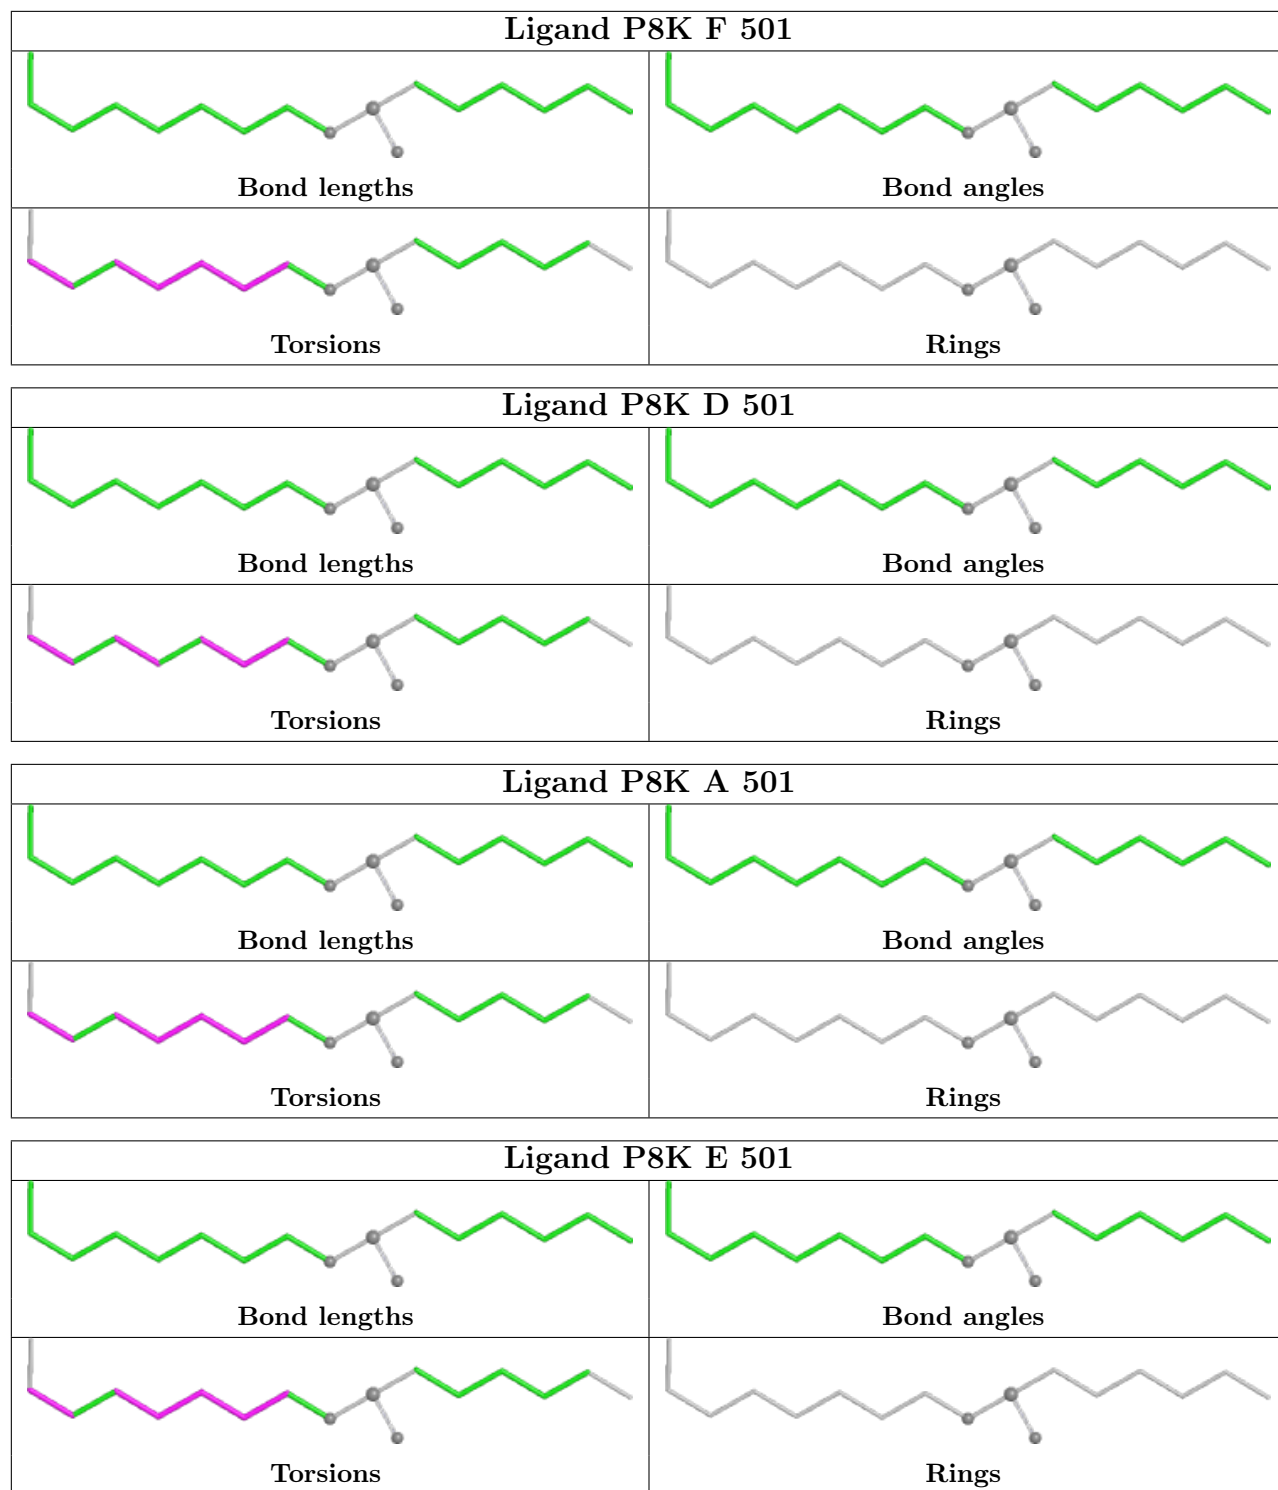 Ligand P8K F 501
Bond lengths
Bond angles
Torsions
Rings
Ligand P8K D 501
Bond lengths
Bond angles
Torsions
Rings
Ligand P8K A 501
Bond lengths
Bond angles
Torsions
Rings
Ligand P8K E 501
Bond lengths
Bond angles
Torsions
Rings